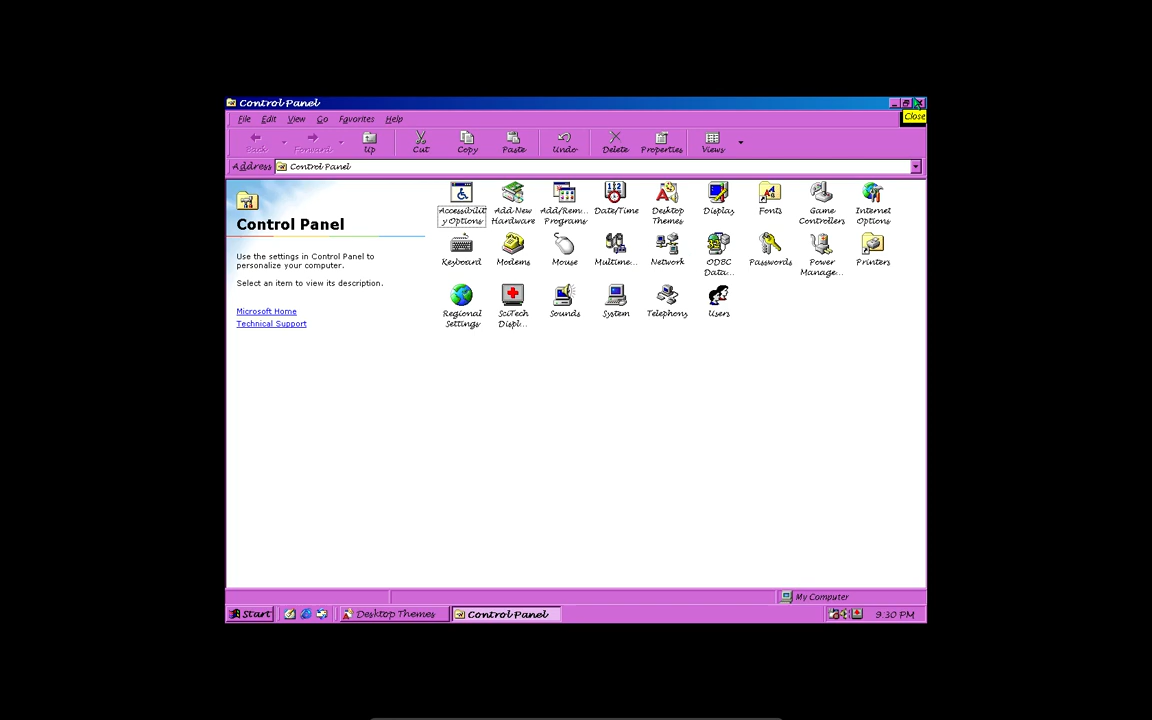 Control Panel
Close
File Edit View Go Favorites Help
Back Forward Up Cut Copy Paste Undo Delete Properties Views
Address Control Panel
Control Panel
Use the settings in Control Panel to
personalize your computer.
Select an item to view its description.
Microsoft Home
Technical Support
Accessibilit
y Options
Add New
Hardware
Add/Rem...
Programs
Date/Time
Desktop
Themes
Display
Fonts
Game
Controllers
Internet
Options
Keyboard
Modems
Mouse
Multime...
Network
ODBC
Data...
Passwords
Power
Manage...
Printers
Regional
Settings
SciTech
Displ...
Sounds
System
Telephony
Users
My Computer
Start Desktop Themes Control Panel 9:30 PM